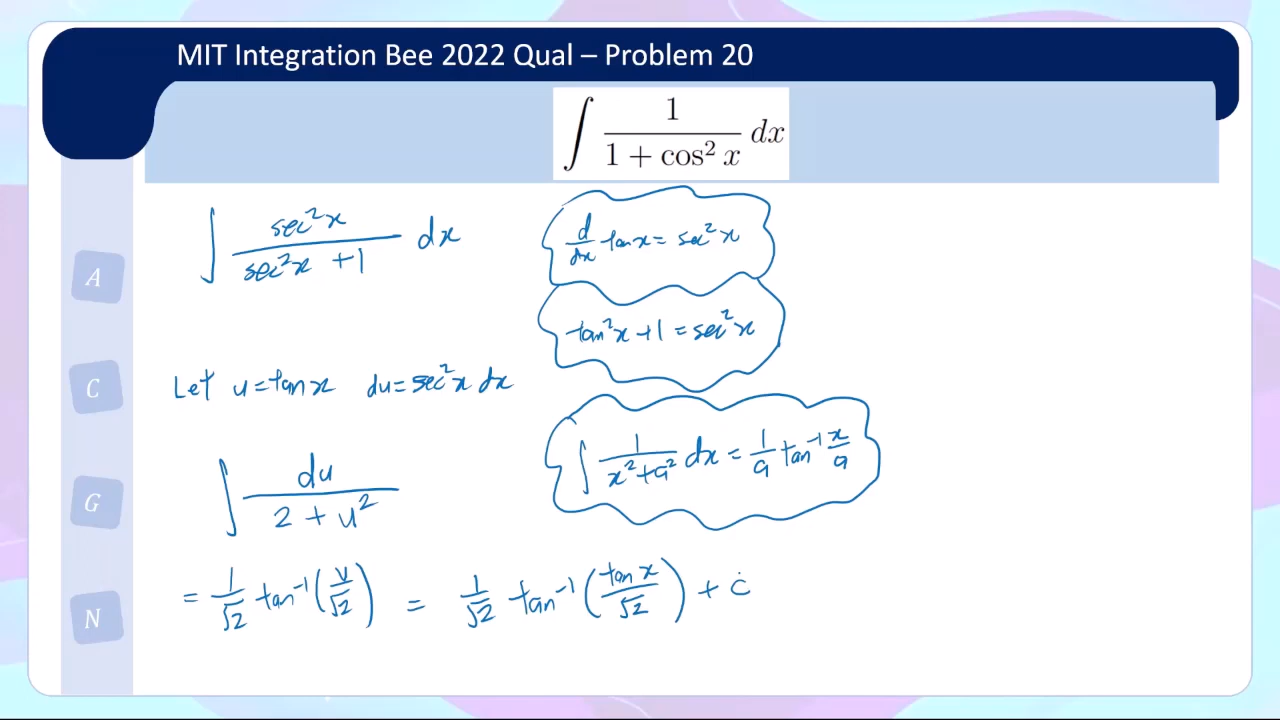 MIT Integration Bee 2022 Qual – Problem 20
∫ 1/(1 + cos² x) dx
∫ sec²x/(sec²x + 1) dx
d/dx tan x = sec² x
tan²x + 1 = sec²x
Let u = tan x du = sec²x dx
∫ 1/(x² + a²) dx = 1/a tan⁻¹ x/a
∫ du/(2 + u²)
= 1/√2 tan⁻¹(u/√2) = 1/√2 tan⁻¹(tan x/√2) + C
A
C
G
N